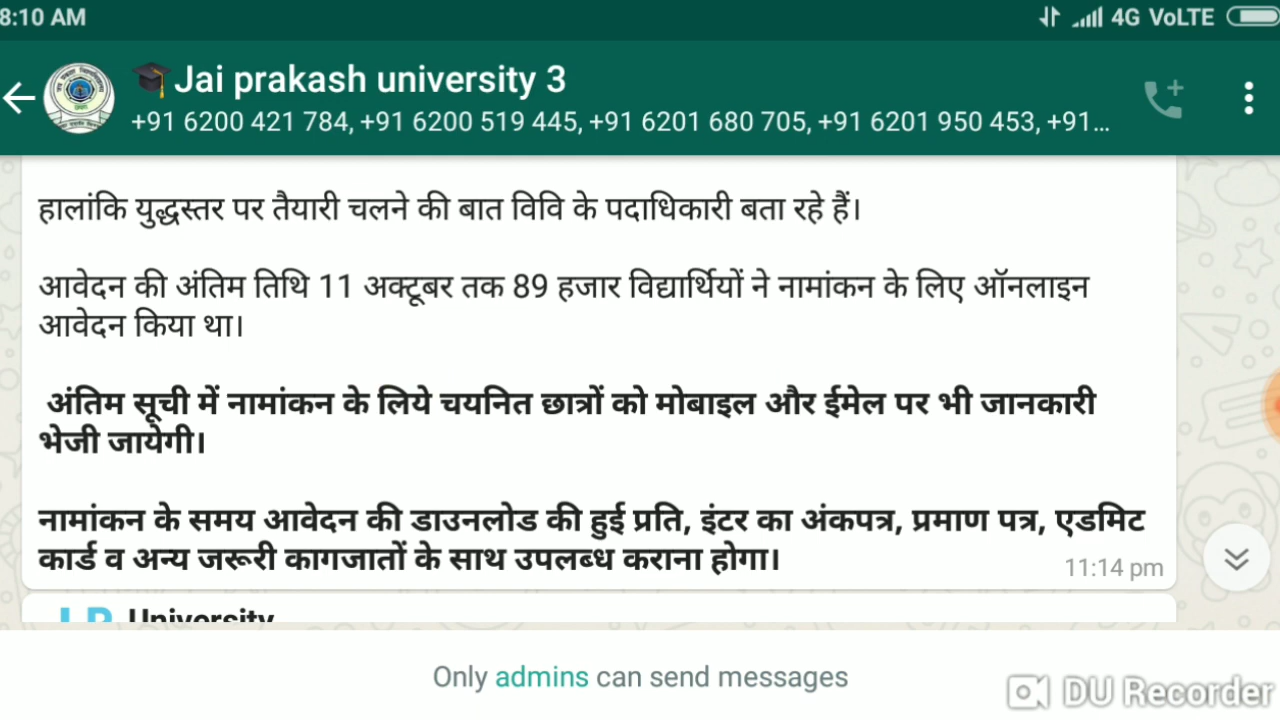 8:10 AM
4G VoLTE
Jai prakash university 3
+91 6200 421 784, +91 6200 519 445, +91 6201 680 705, +91 6201 950 453, +91...
हालांकि युद्धस्तर पर तैयारी चलने की बात विवि के पदाधिकारी बता रहे हैं।
आवेदन की अंतिम तिथि 11 अक्टूबर तक 89 हजार विद्यार्थियों ने नामांकन के लिए ऑनलाइन
आवेदन किया था।
अंतिम सूची में नामांकन के लिये चयनित छात्रों को मोबाइल और ईमेल पर भी जानकारी
भेजी जायेगी।
नामांकन के समय आवेदन की डाउनलोड की हुई प्रति, इंटर का अंकपत्र, प्रमाण पत्र, एडमिट
कार्ड व अन्य जरूरी कागजातों के साथ उपलब्ध कराना होगा।
11:14 pm
University
Only admins can send messages
DU Recorder